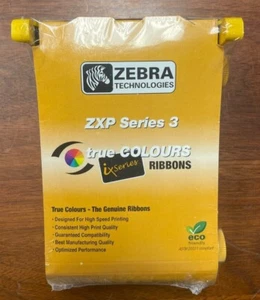 ZEBRA
TECHNOLOGIES
ZXP Series 3
true COLOURS
ix series
RIBBONS
True Colours - The Genuine Ribbons
• Designed For High Speed Printing
• Consistent High Print Quality
• Guaranteed Compatibility
• Best Manufacturing Quality
• Optimized Performance
eco
friendly